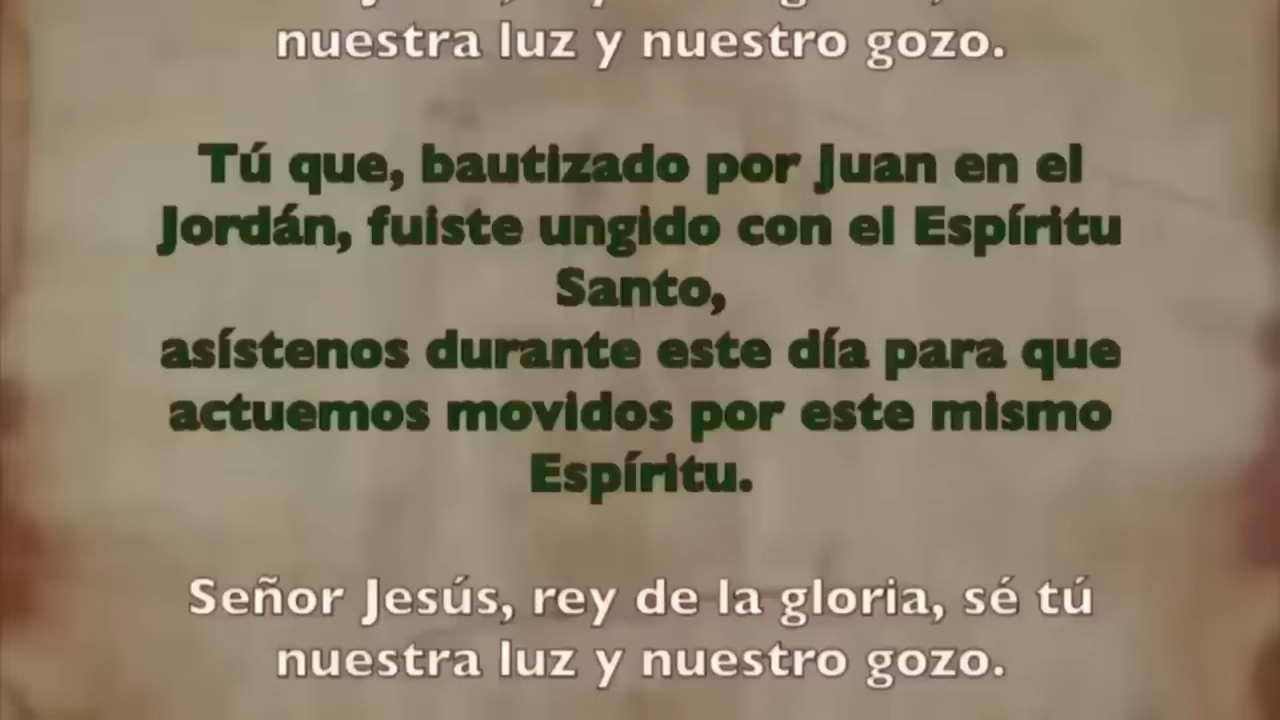 nuestra luz y nuestro gozo.
Tú que, bautizado por Juan en el
Jordán, fuiste ungido con el Espíritu
Santo,
asístenos durante este día para que
actuemos movidos por este mismo
Espíritu.
Señor Jesús, rey de la gloria, sé tú
nuestra luz y nuestro gozo.